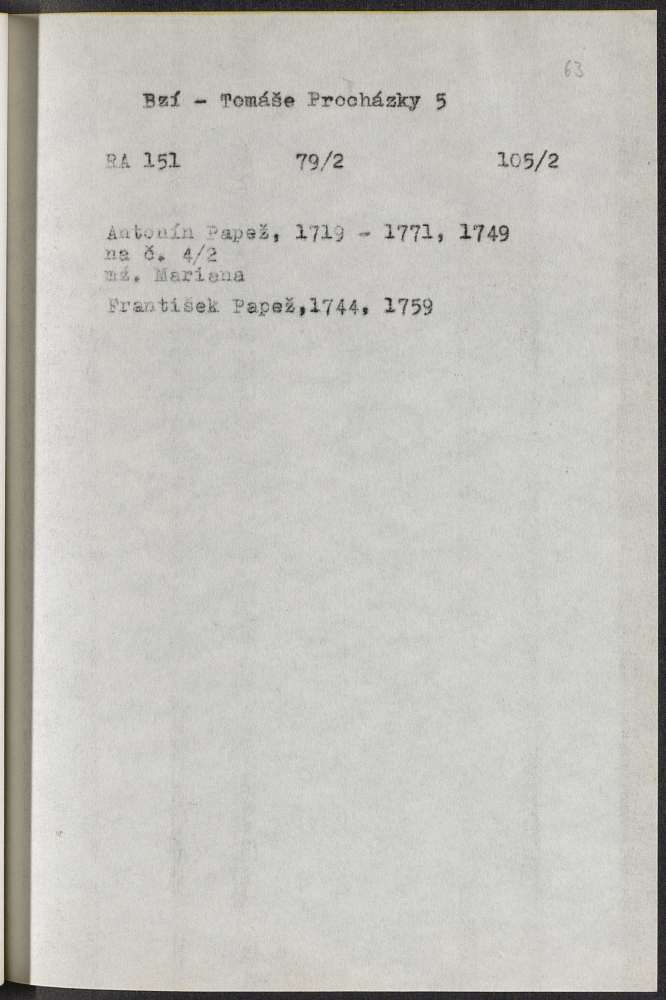 63
Bzí - Tomáše Procházky 5
RA 151 79/2 105/2
Antonín Papež, 1719 - 1771, 1749
na č. 4/2
mž. Mariana
František Papež,1744, 1759